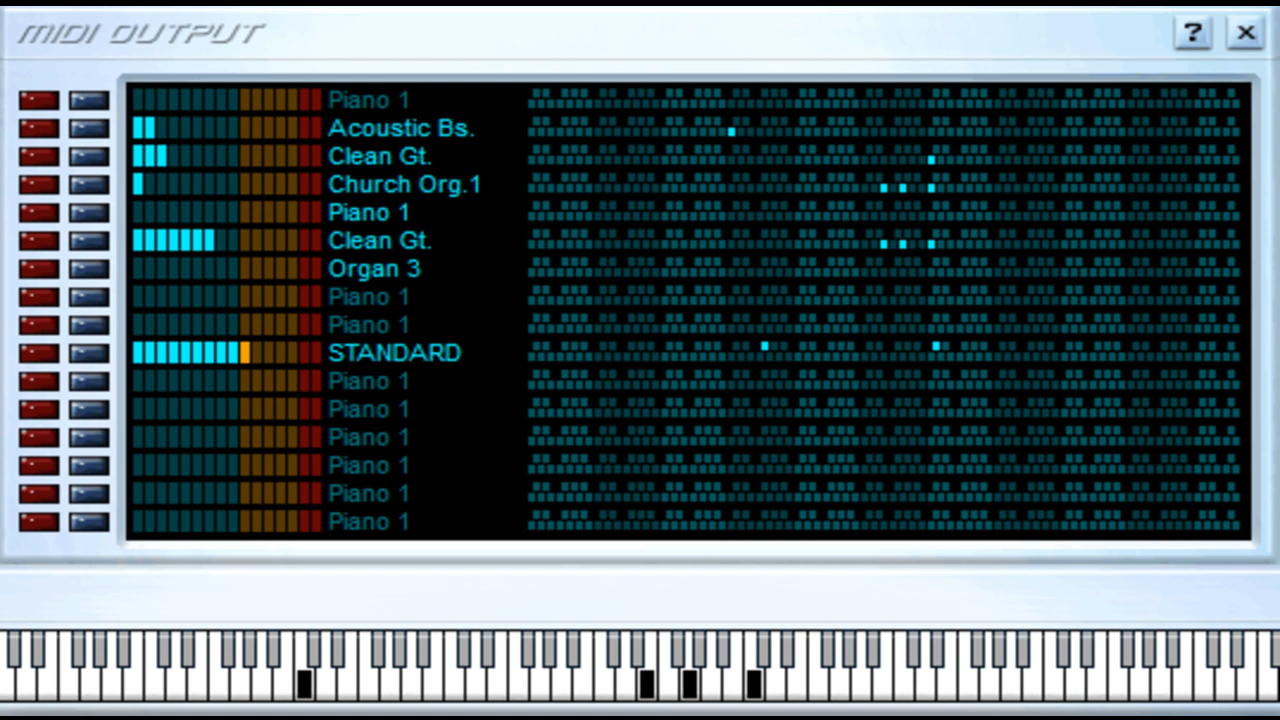 MIDI OUTPUT
? ×
Piano 1
Acoustic Bs.
Clean Gt.
Church Org.1
Piano 1
Clean Gt.
Organ 3
Piano 1
Piano 1
STANDARD
Piano 1
Piano 1
Piano 1
Piano 1
Piano 1
Piano 1